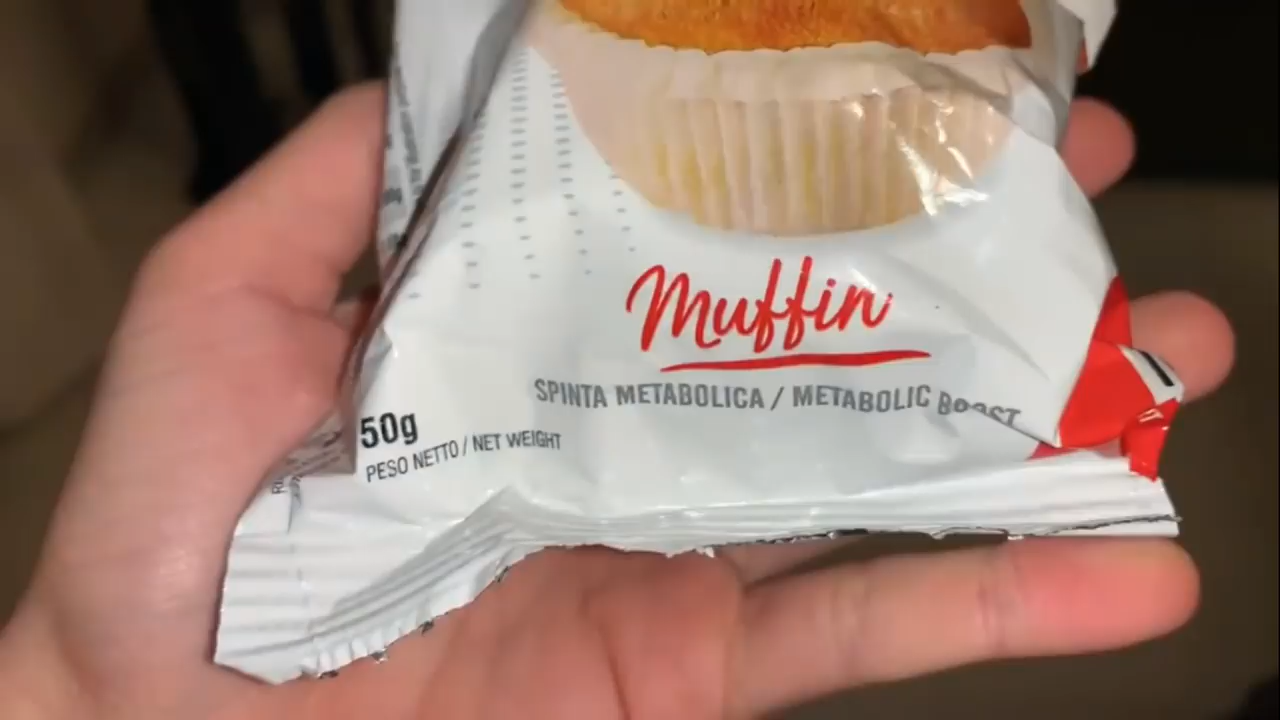 Muffin
SPINTA METABOLICA / METABOLIC BOOST
50g
PESO NETTO / NET WEIGHT